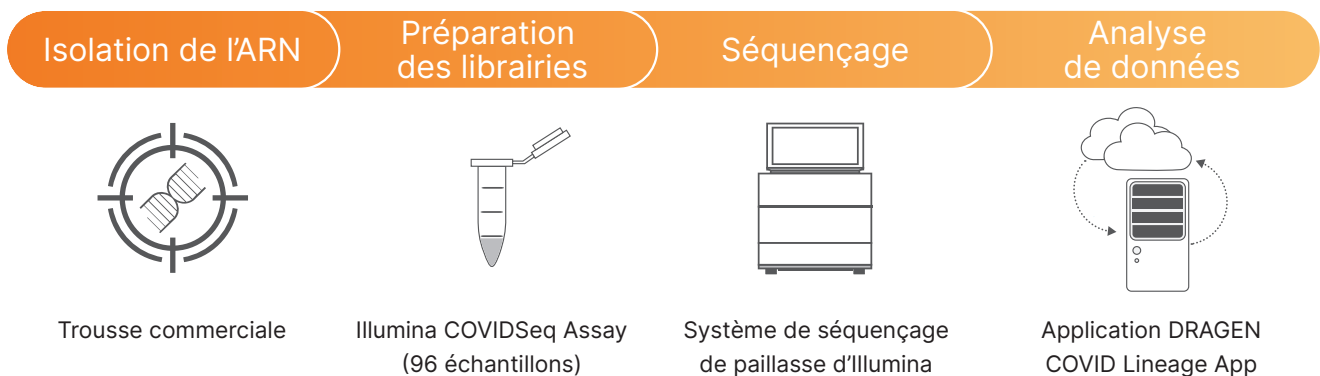 Isolation de l’ARN
Préparation
des librairies
Séquençage
Analyse
de données
Trousse commerciale
Illumina COVIDSeq Assay
(96 échantillons)
Système de séquençage
de paillasse d’Illumina
Application DRAGEN
COVID Lineage App